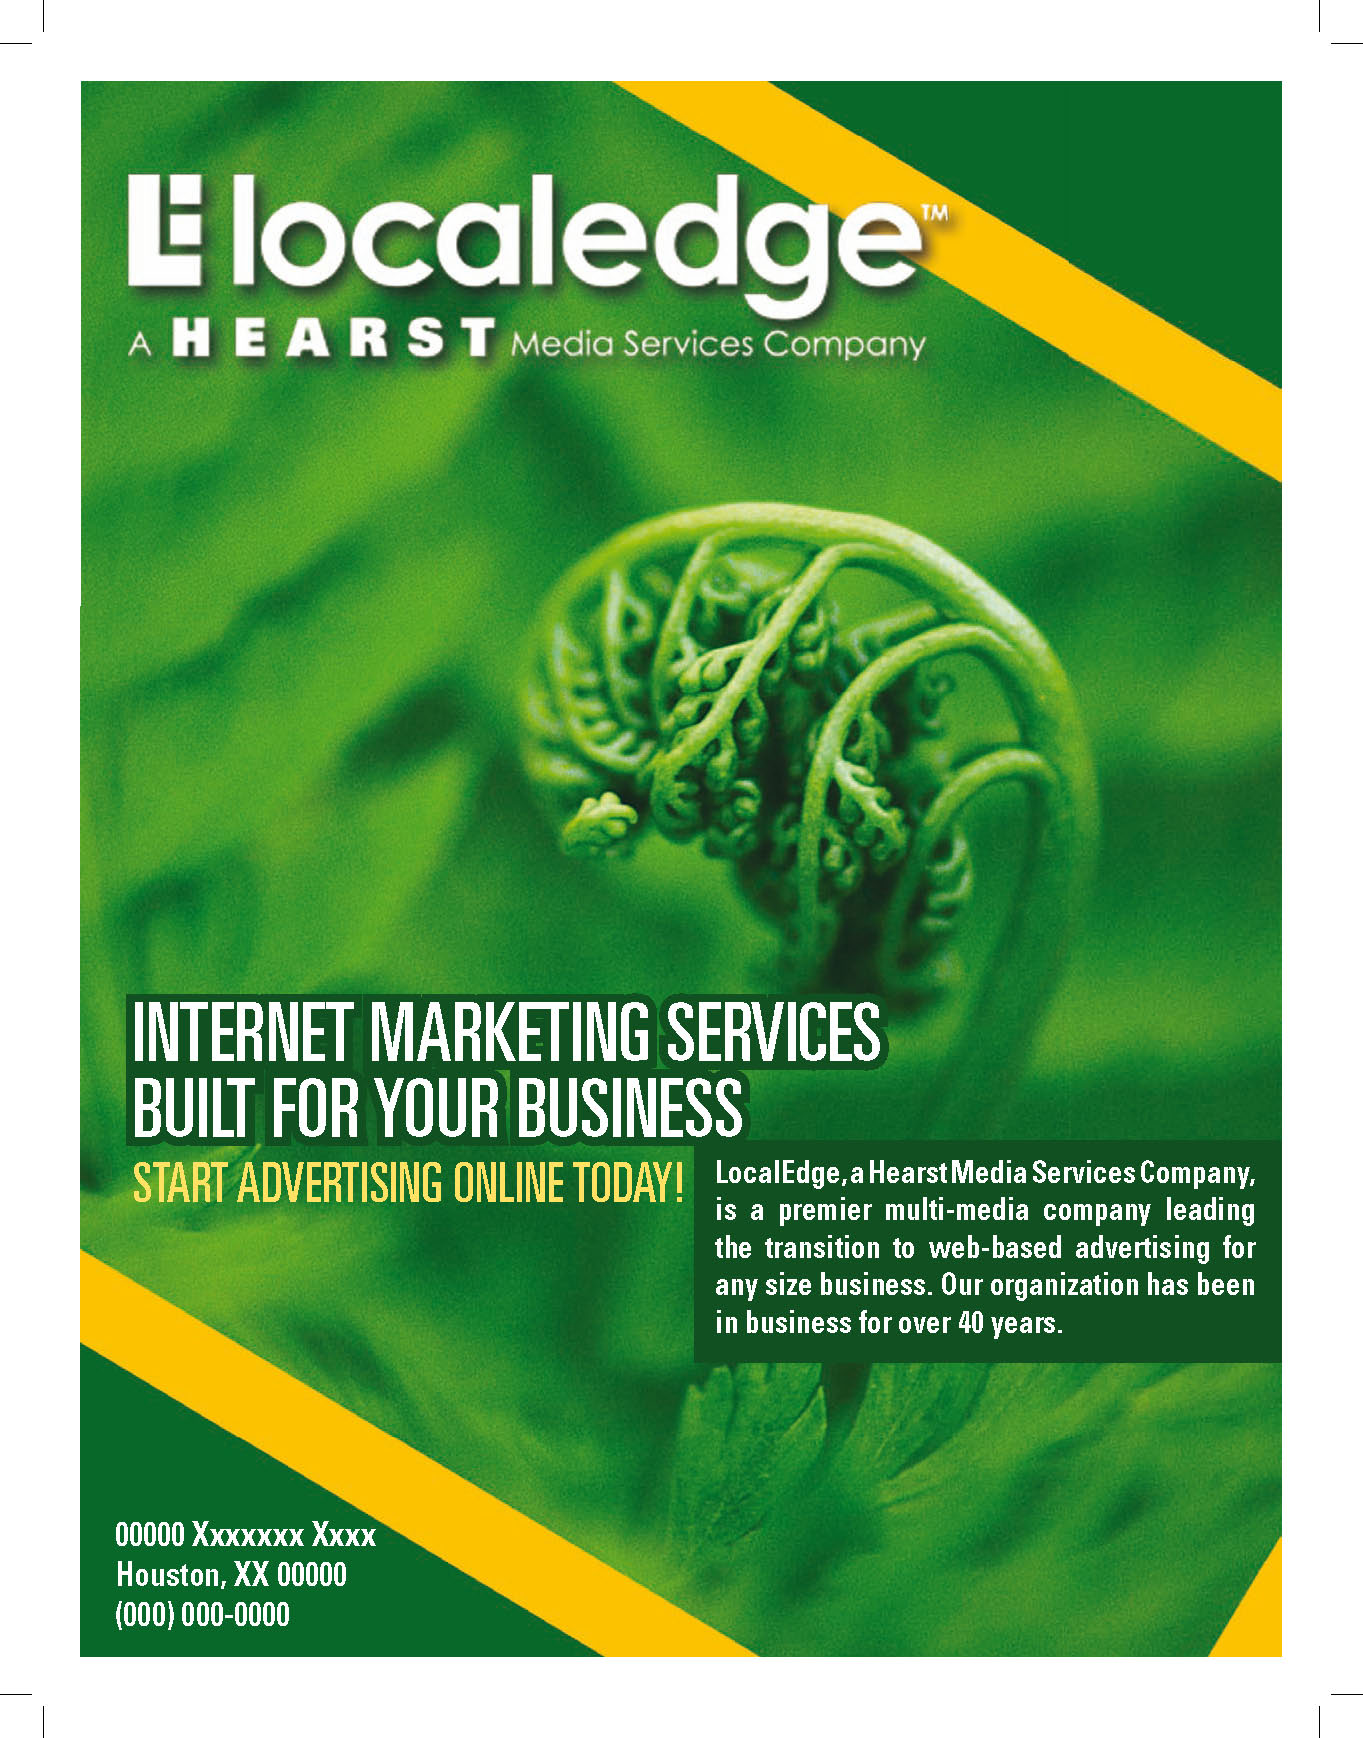 localedge™
A HEARST Media Services Company
INTERNET MARKETING SERVICES
BUILT FOR YOUR BUSINESS
START ADVERTISING ONLINE TODAY!
LocalEdge, a Hearst Media Services Company,
is a premier multi-media company leading
the transition to web-based advertising for
any size business. Our organization has been
in business for over 40 years.
00000 Xxxxxxx Xxxx
Houston, XX 00000
(000) 000-0000